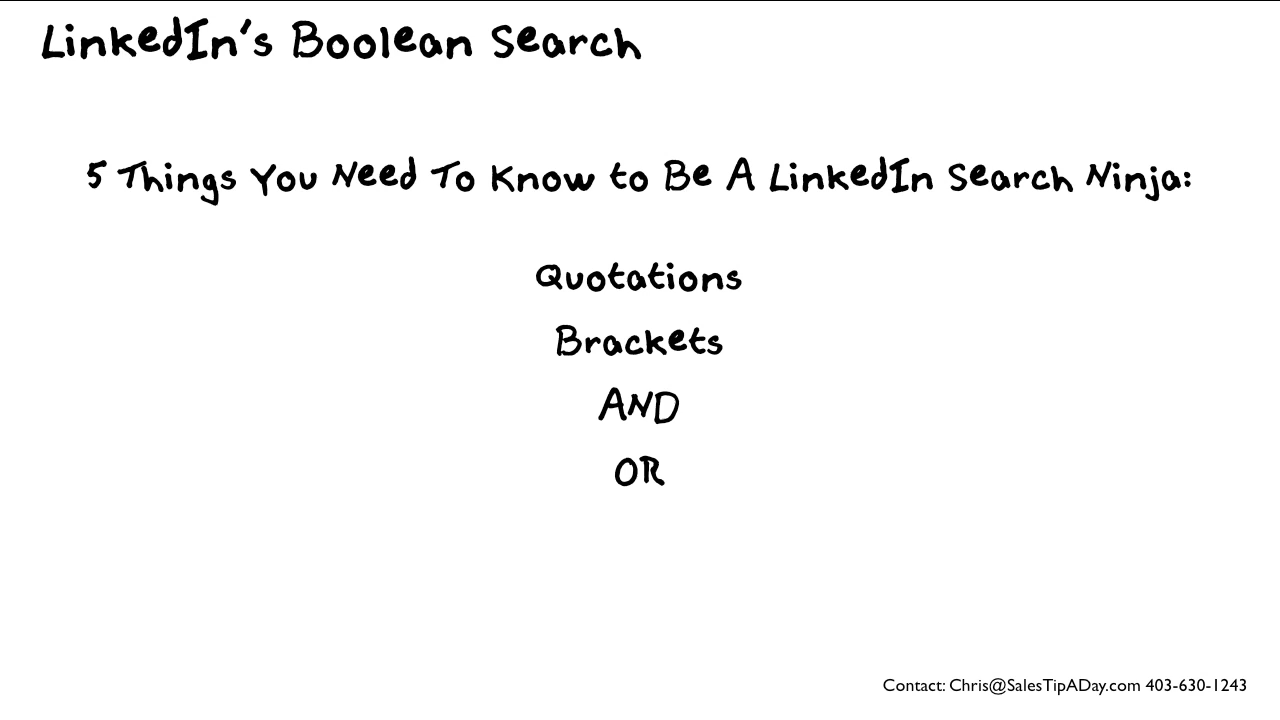 LinkedIn's Boolean Search
5 Things You Need To Know to Be A LinkedIn Search Ninja:
Quotations
Brackets
AND
OR
Contact: Chris@SalesTipADay.com 403-630-1243